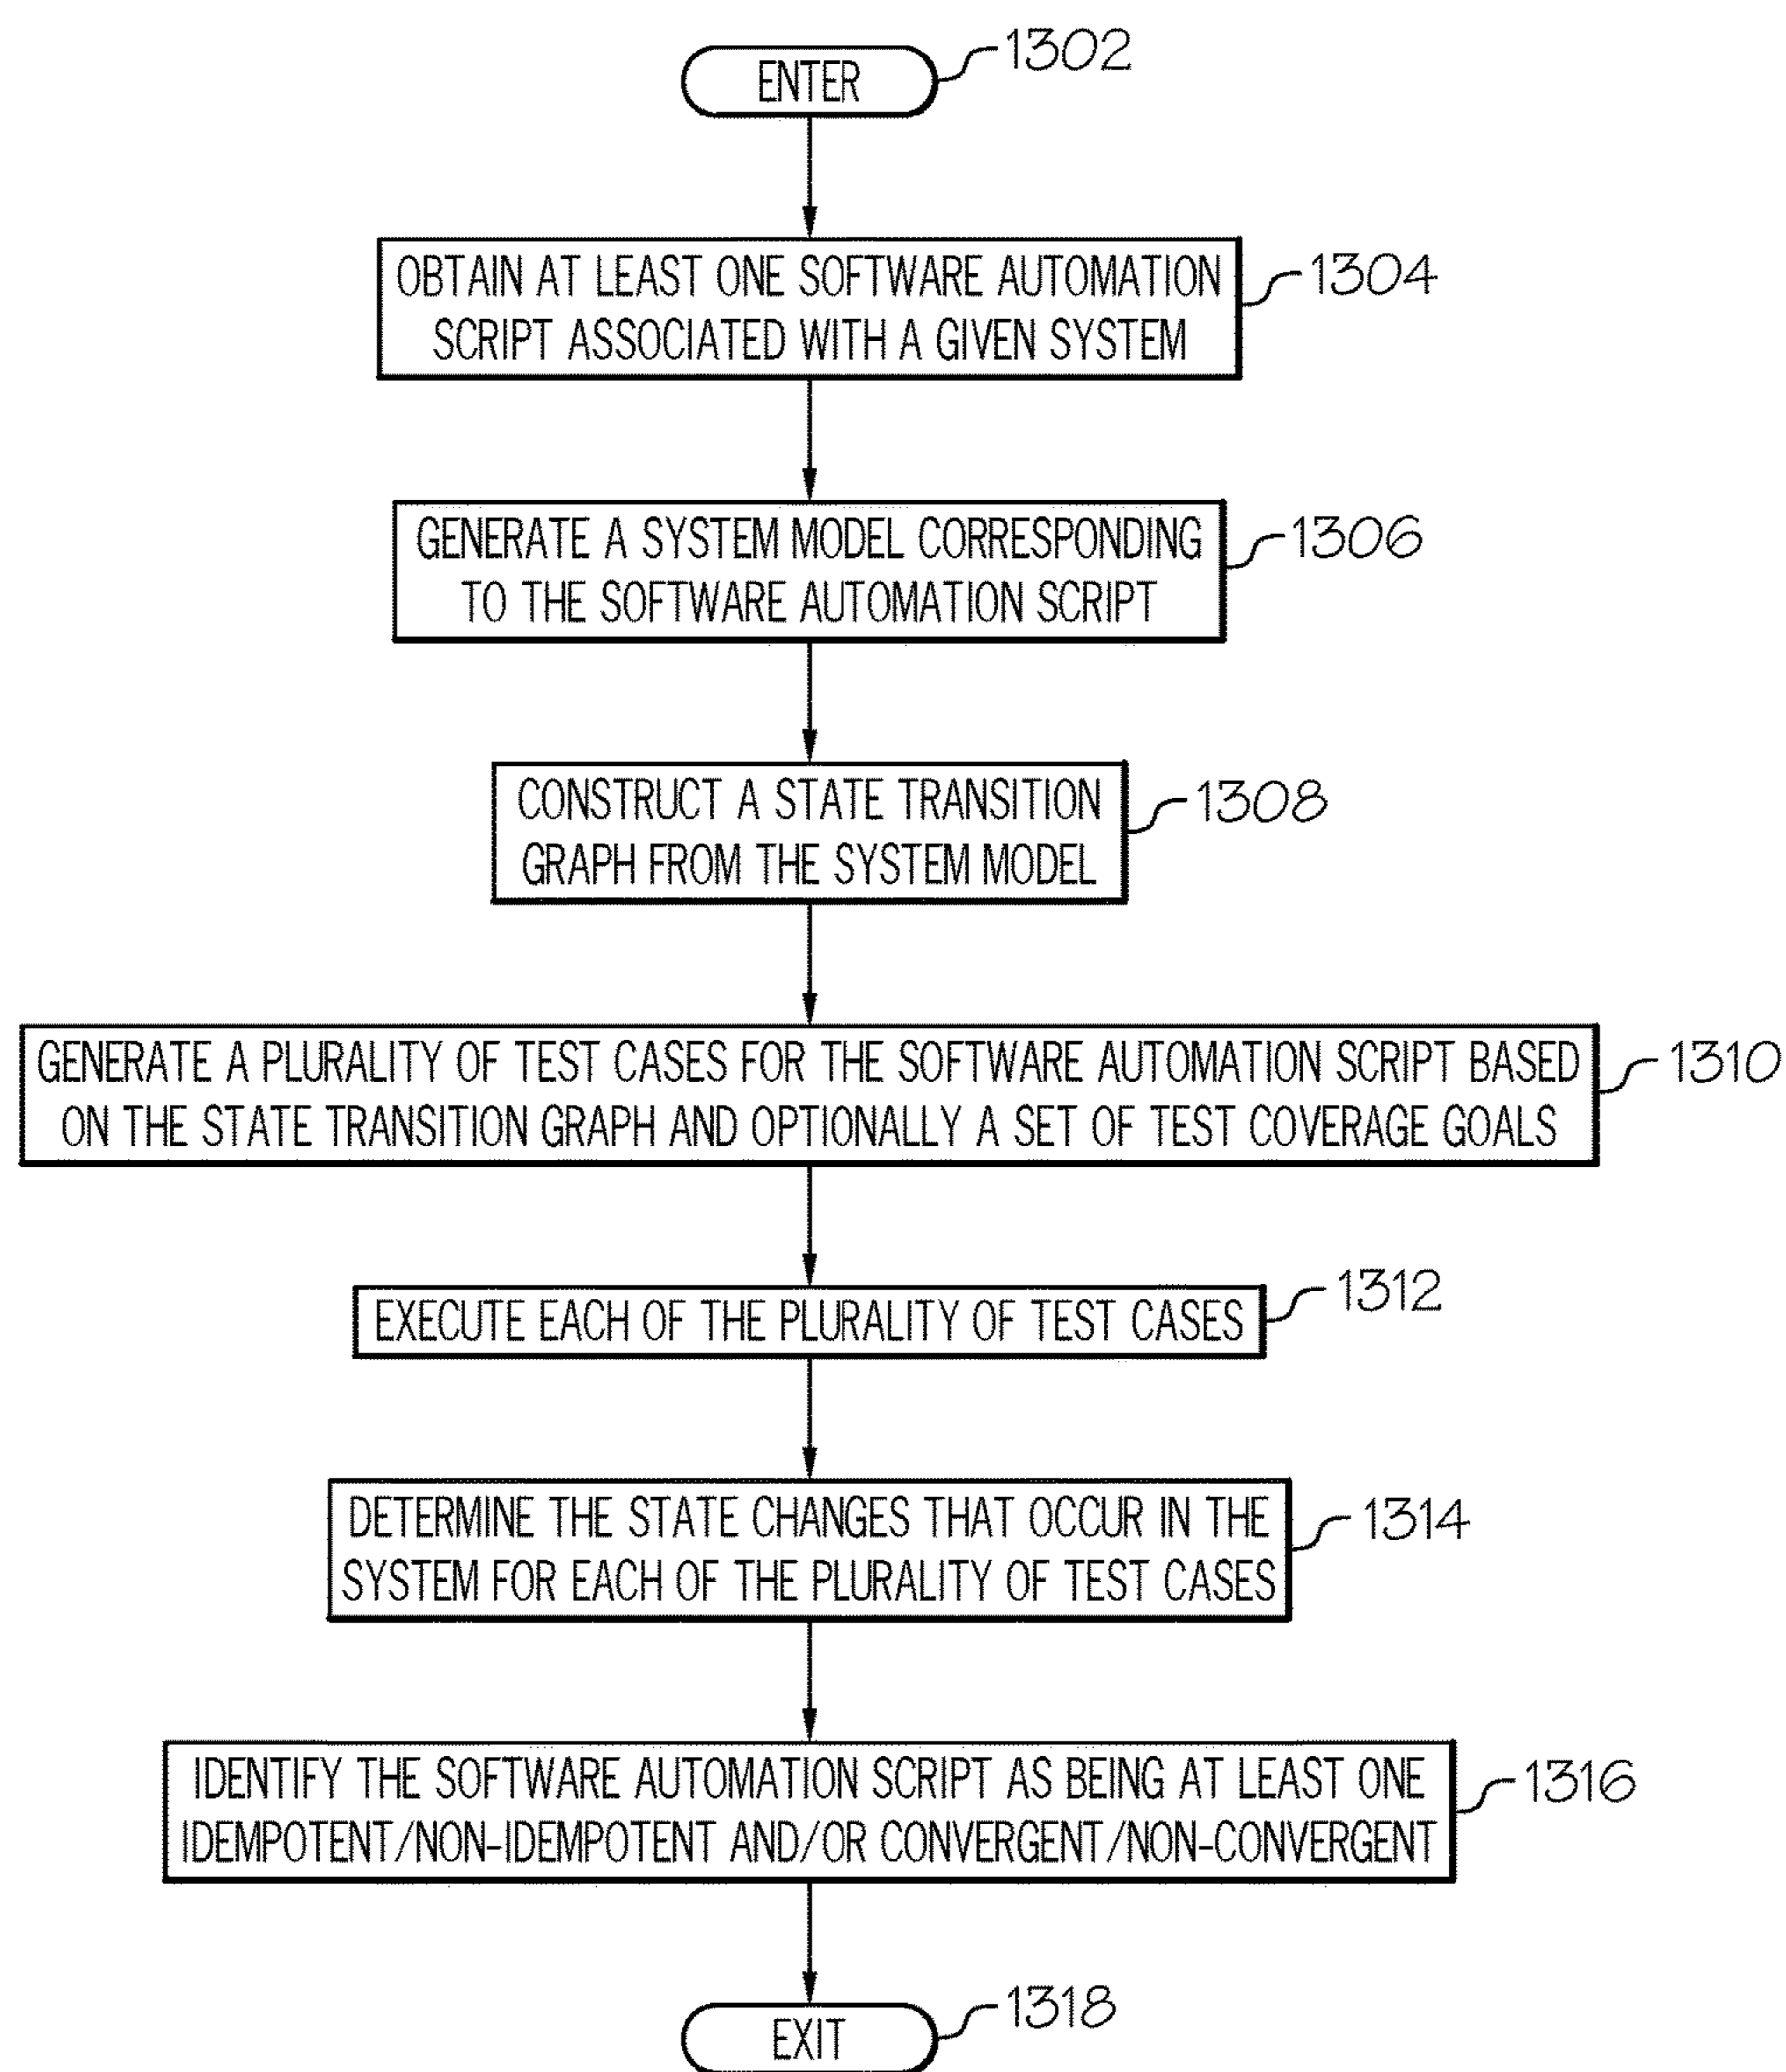 ENTER
1302
OBTAIN AT LEAST ONE SOFTWARE AUTOMATION
SCRIPT ASSOCIATED WITH A GIVEN SYSTEM
1304
GENERATE A SYSTEM MODEL CORRESPONDING
TO THE SOFTWARE AUTOMATION SCRIPT
1306
CONSTRUCT A STATE TRANSITION
GRAPH FROM THE SYSTEM MODEL
1308
GENERATE A PLURALITY OF TEST CASES FOR THE SOFTWARE AUTOMATION SCRIPT BASED
ON THE STATE TRANSITION GRAPH AND OPTIONALLY A SET OF TEST COVERAGE GOALS
1310
EXECUTE EACH OF THE PLURALITY OF TEST CASES
1312
DETERMINE THE STATE CHANGES THAT OCCUR IN THE
SYSTEM FOR EACH OF THE PLURALITY OF TEST CASES
1314
IDENTIFY THE SOFTWARE AUTOMATION SCRIPT AS BEING AT LEAST ONE
IDEMPOTENT/NON-IDEMPOTENT AND/OR CONVERGENT/NON-CONVERGENT
1316
EXIT
1318